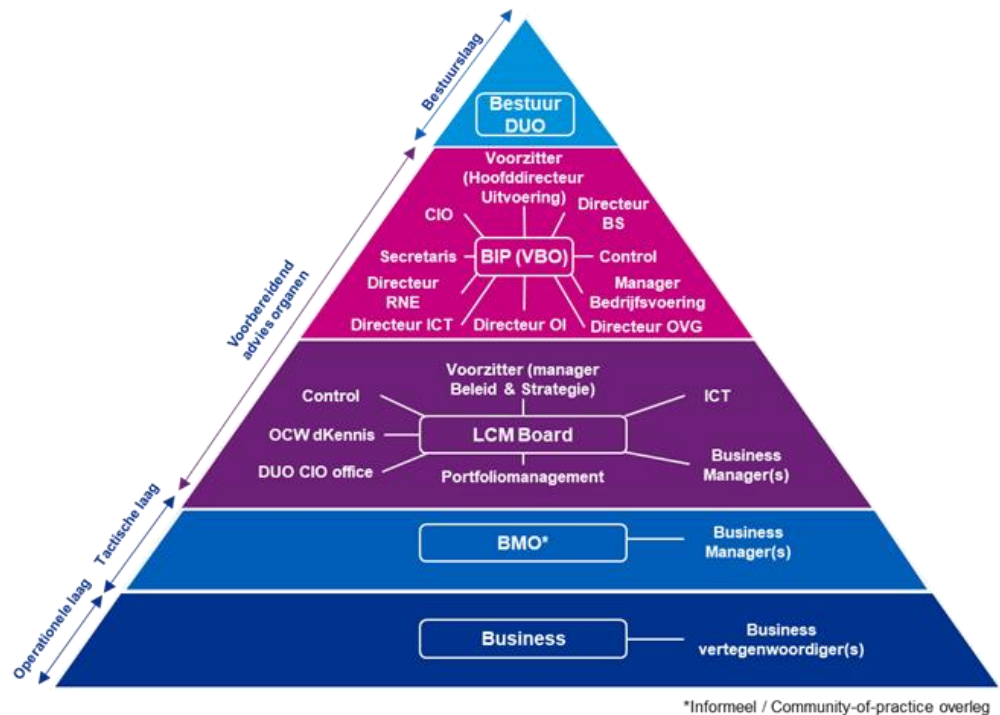 Bestuurslaag
Bestuur
DUO
Voorbereidend
advies organen
Voorzitter
(Hoofddirecteur
Uitvoering)
CIO
Directeur
BS
Secretaris
BIP (VBO)
Control
Directeur
RNE
Manager
Bedrijfsvoering
Directeur ICT
Directeur OI
Directeur OVG
Voorzitter (manager
Beleid & Strategie)
Control
ICT
OCW dKennis
LCM Board
DUO CIO office
Portfoliomanagement
Business
Manager(s)
Tactische laag
BMO*
Business
Manager(s)
Operationele laag
Business
Business
vertegenwoordiger(s)
*Informeel / Community-of-practice overleg